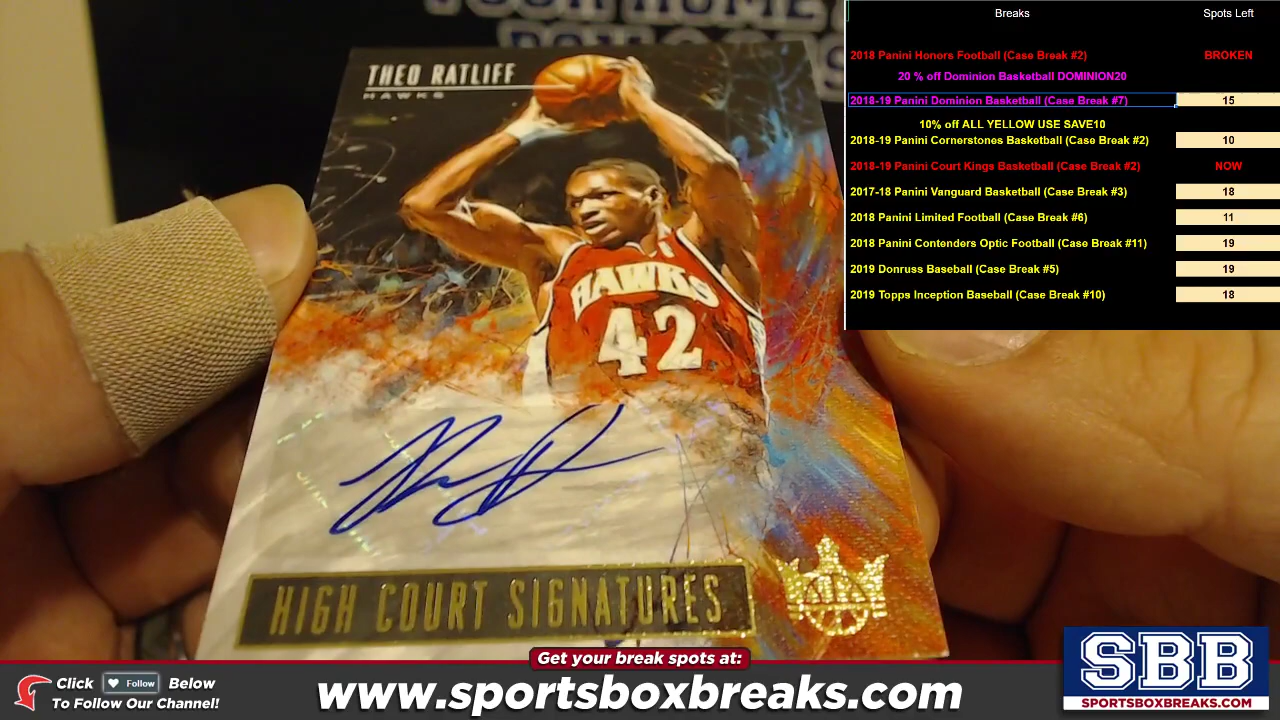 THEO RATLIFF
HAWKS
HAWKS
42
HIGH COURT SIGNATURES
Breaks Spots Left
2018 Panini Honors Football (Case Break #2) BROKEN
20 % off Dominion Basketball DOMINION20
2018-19 Panini Dominion Basketball (Case Break #7) 15
10% off ALL YELLOW USE SAVE10
2018-19 Panini Cornerstones Basketball (Case Break #2) 10
2018-19 Panini Court Kings Basketball (Case Break #2) NOW
2017-18 Panini Vanguard Basketball (Case Break #3) 18
2018 Panini Limited Football (Case Break #6) 11
2018 Panini Contenders Optic Football (Case Break #11) 19
2019 Donruss Baseball (Case Break #5) 19
2019 Topps Inception Baseball (Case Break #10) 18
Get your break spots at:
Click Follow Below
To Follow Our Channel!
www.sportsboxbreaks.com
SBB
SPORTSBOXBREAKS.COM